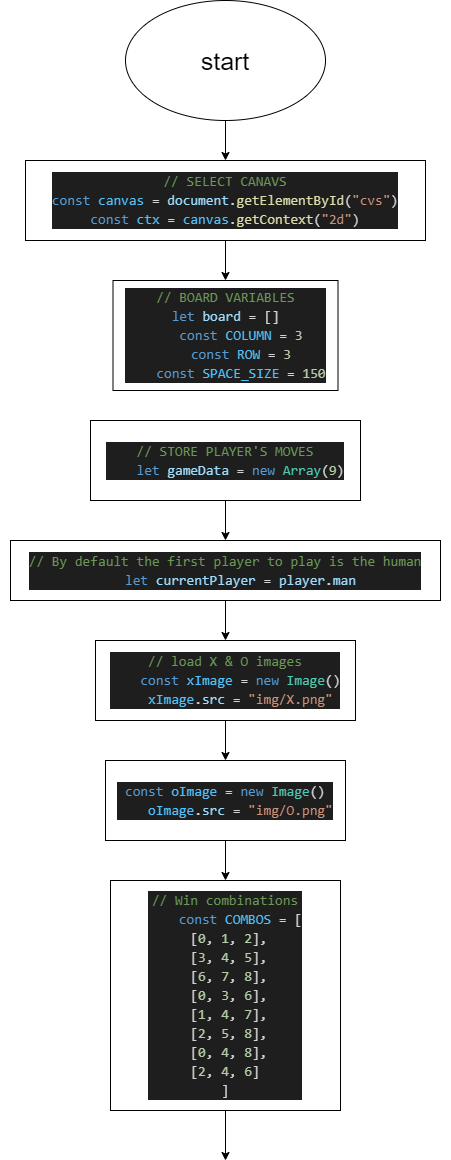 start
// SELECT CANAVS
const canvas = document.getElementById("cvs")
const ctx = canvas.getContext("2d")
// BOARD VARIABLES
let board = []
const COLUMN = 3
const ROW = 3
const SPACE_SIZE = 150
// STORE PLAYER'S MOVES
let gameData = new Array(9)
// By default the first player to play is the human
let currentPlayer = player.man
// load X & O images
const xImage = new Image()
xImage.src = "img/X.png"
const oImage = new Image()
oImage.src = "img/O.png"
// Win combinations
const COMBOS = [
[0, 1, 2],
[3, 4, 5],
[6, 7, 8],
[0, 3, 6],
[1, 4, 7],
[2, 5, 8],
[0, 4, 8],
[2, 4, 6]
]